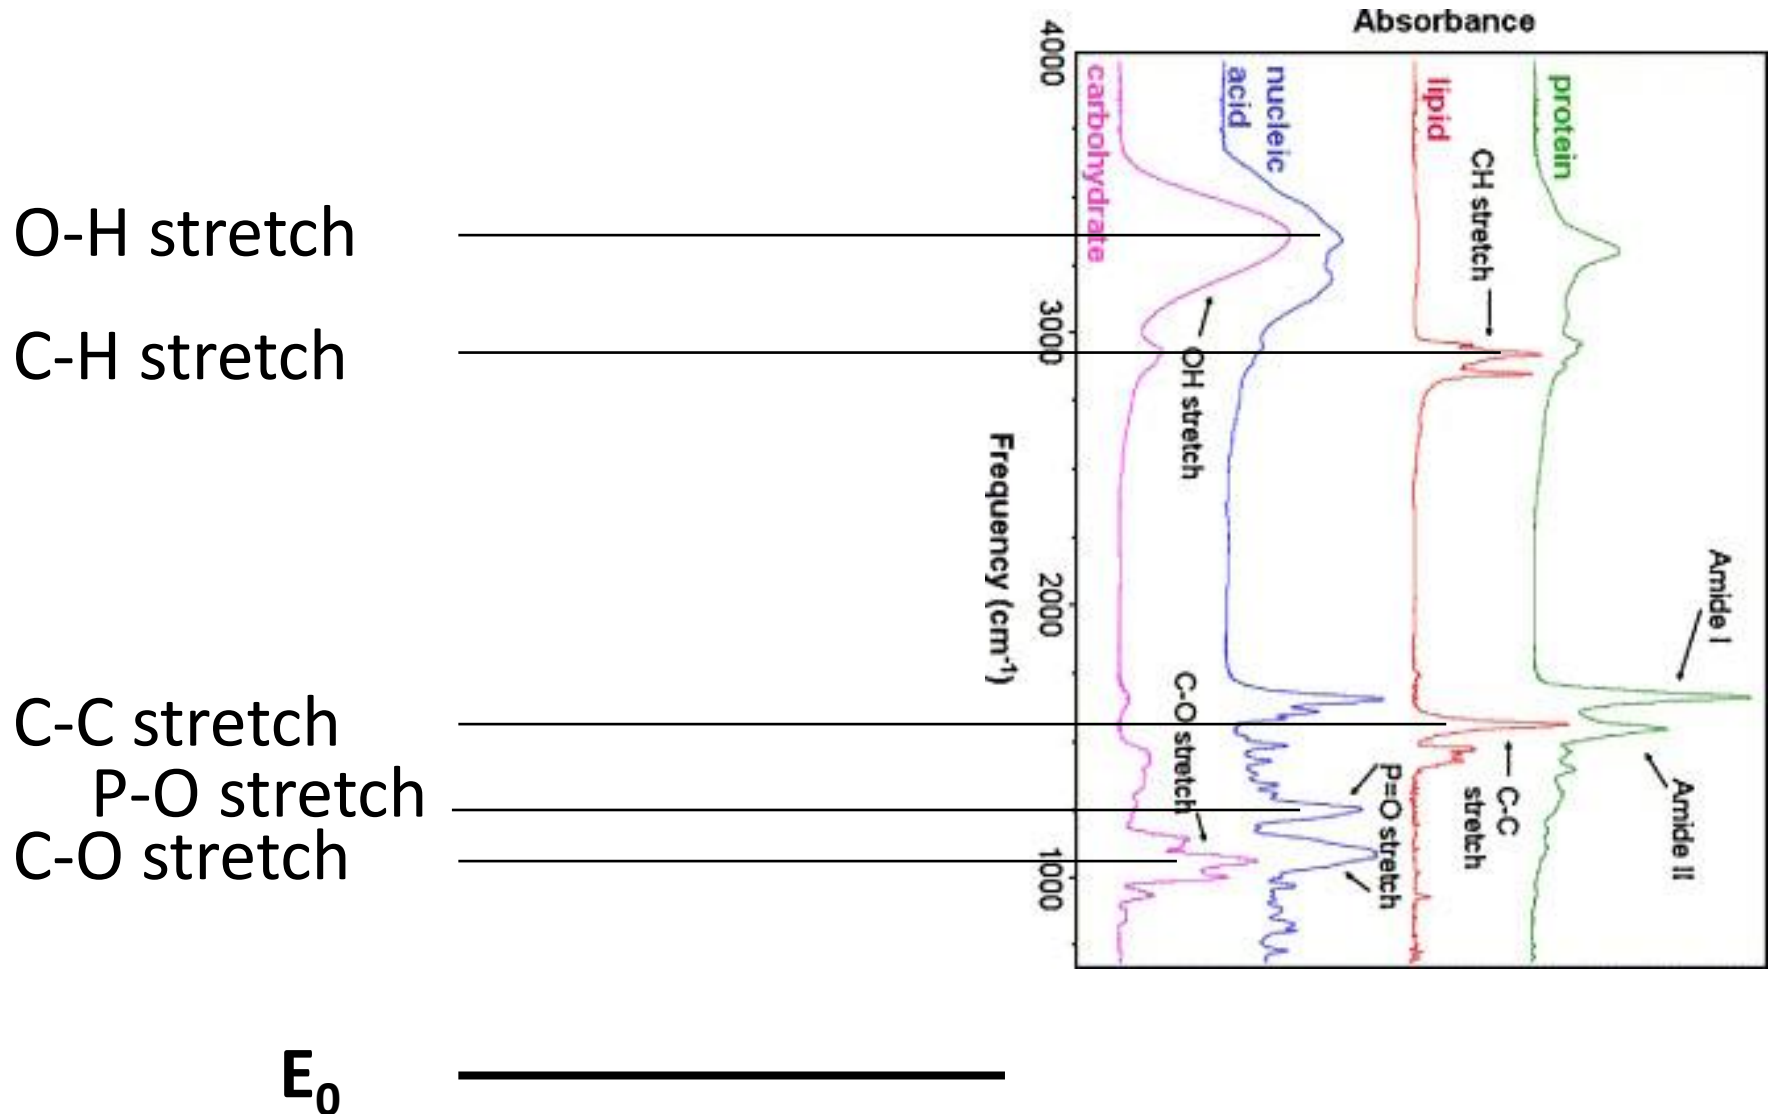 O-H stretch
C-H stretch
C-C stretch
P-O stretch
C-O stretch
E0
Absorbance
4000
3000
2000
1000
Frequency (cm-1)
carbohydrate
nucleic
acid
lipid
protein
CH stretch
OH stretch
Amide I
Amide II
C-C
stretch
P=O stretch
C-O stretch